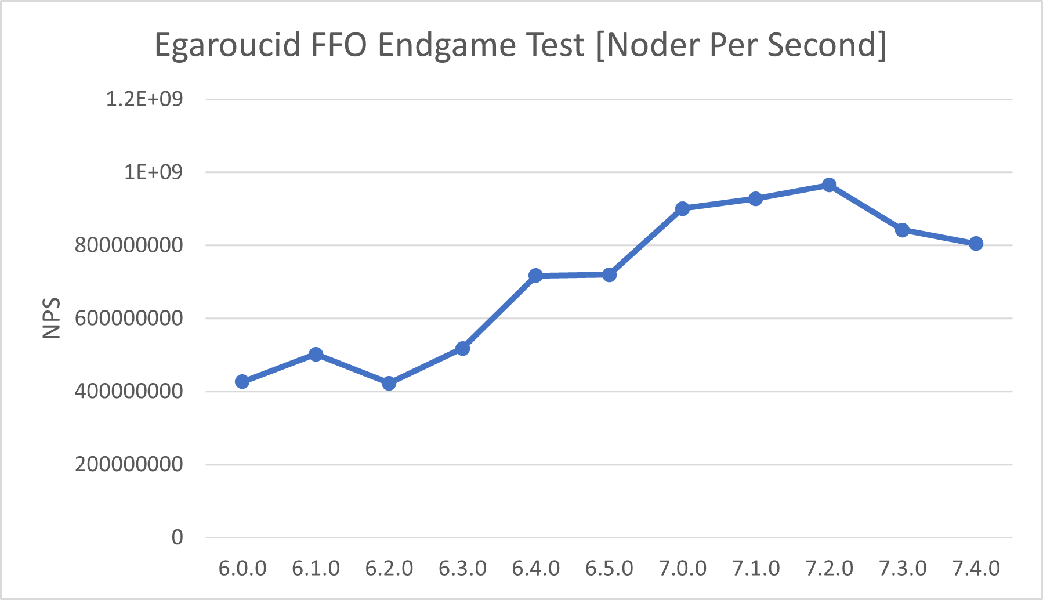 Egaroucid FFO Endgame Test [Noder Per Second]
1.2E+09
1E+09
800000000
600000000
400000000
200000000
0
NPS
6.0.0 6.1.0 6.2.0 6.3.0 6.4.0 6.5.0 7.0.0 7.1.0 7.2.0 7.3.0 7.4.0